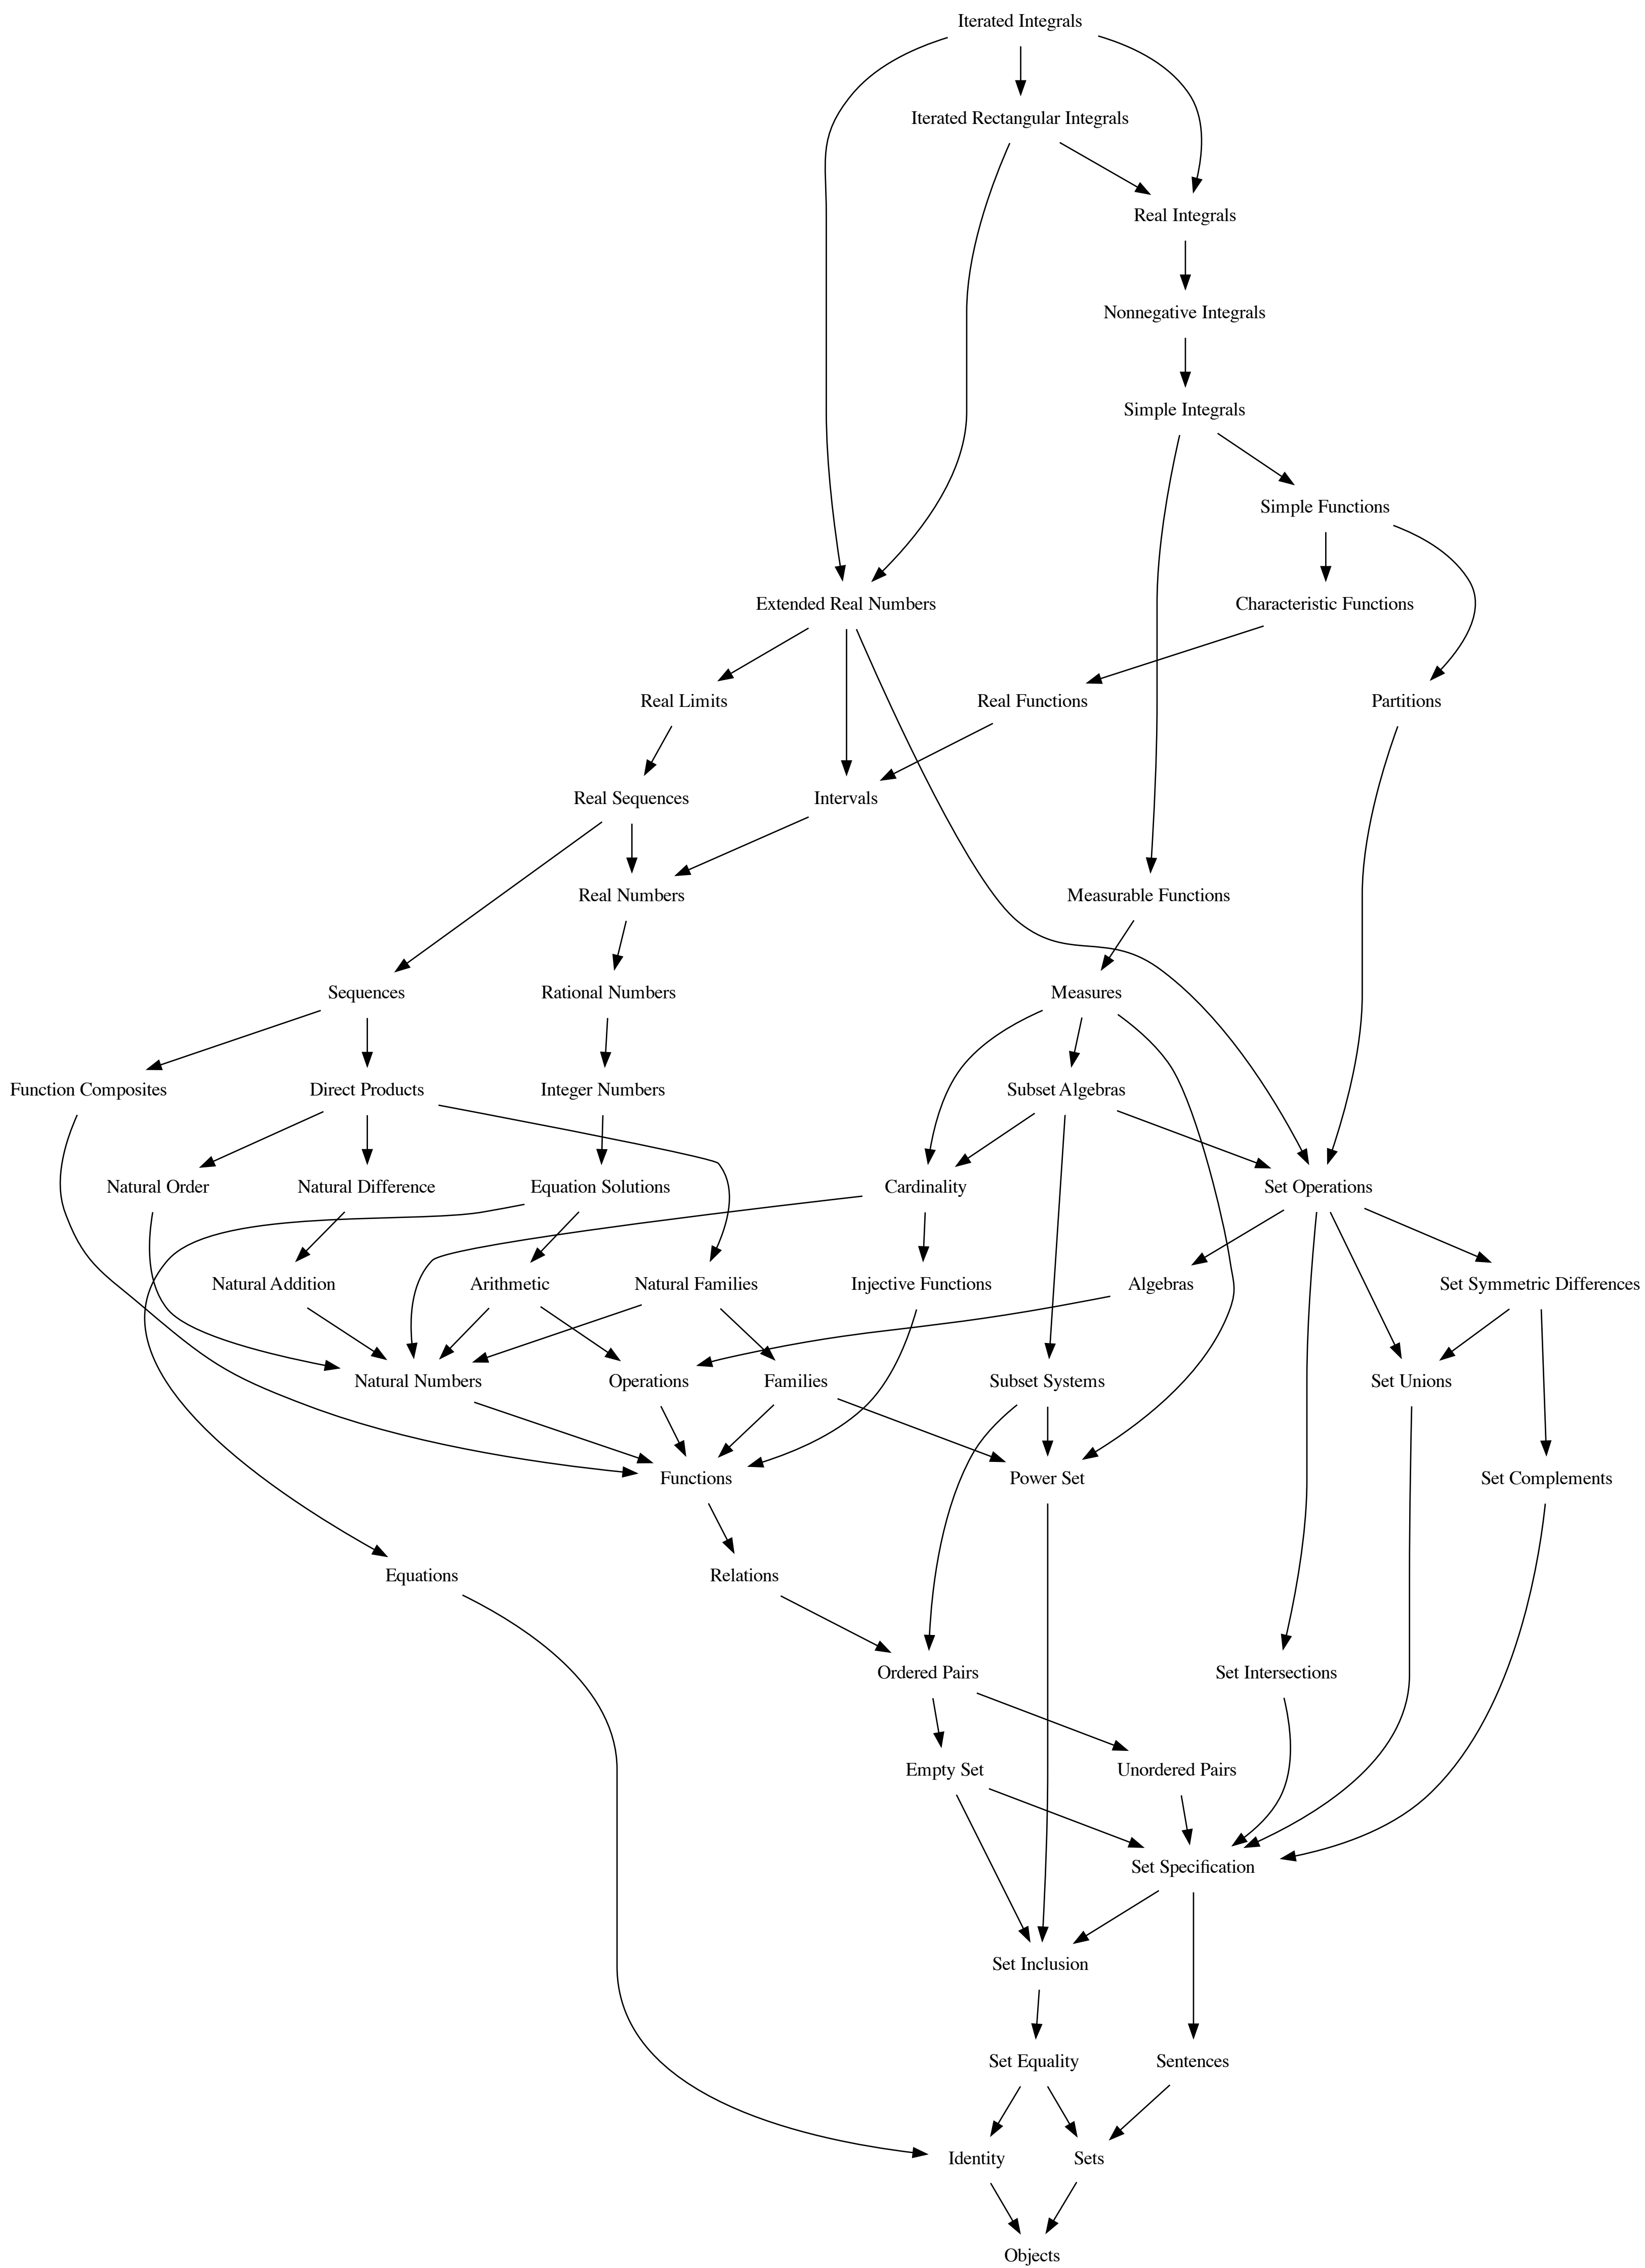 Iterated Integrals
Iterated Rectangular Integrals
Real Integrals
Nonnegative Integrals
Simple Integrals
Simple Functions
Extended Real Numbers
Characteristic Functions
Real Limits
Real Functions
Partitions
Real Sequences
Intervals
Real Numbers
Measurable Functions
Sequences
Rational Numbers
Measures
Function Composites
Direct Products
Integer Numbers
Subset Algebras
Natural Order
Natural Difference
Equation Solutions
Cardinality
Set Operations
Natural Addition
Arithmetic
Natural Families
Injective Functions
Algebras
Set Symmetric Differences
Natural Numbers
Operations
Families
Subset Systems
Set Unions
Functions
Power Set
Set Complements
Equations
Relations
Ordered Pairs
Set Intersections
Empty Set
Unordered Pairs
Set Specification
Set Inclusion
Set Equality
Sentences
Identity
Sets
Objects